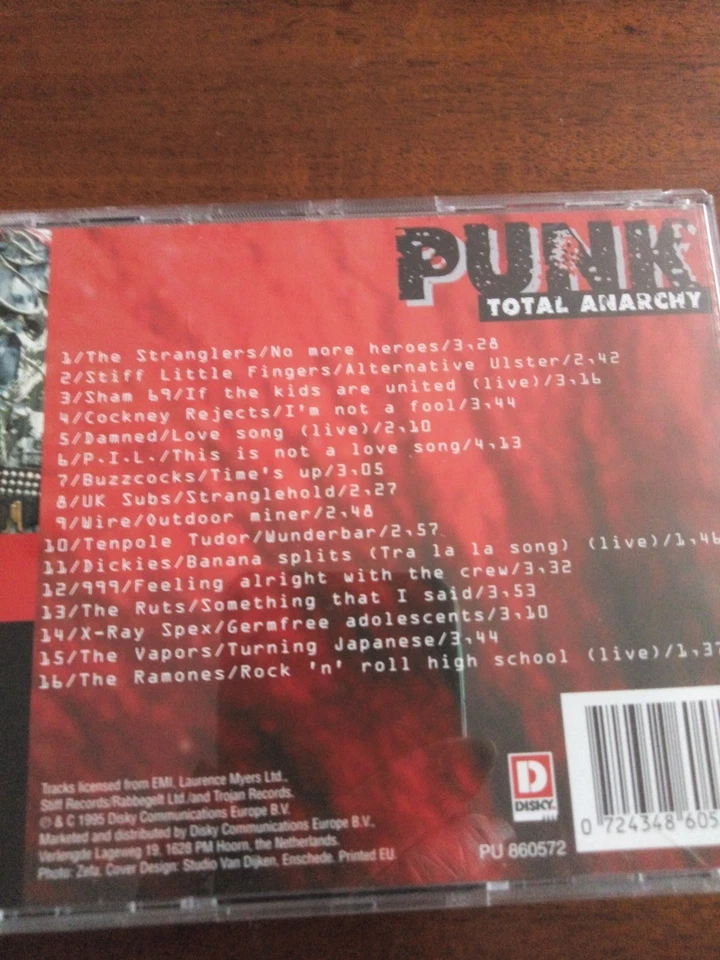 PUNK
TOTAL ANARCHY
1/The Stranglers/No more heroes/3,28
2/Stiff Little Fingers/Alternative Ulster/2,42
3/Sham 69/If the kids are united (live)/3,16
4/Cockney Rejects/I'm not a fool/3,44
5/Damned/Love song (live)/2,10
6/P.I.L./This is not a love song/4,13
7/Buzzcocks/Time's up/3,05
8/UK Subs/Stranglehold/2,27
9/Wire/Outdoor miner/2,48
10/Tenpole Tudor/Wunderbar/2,57
11/Dickies/Banana splits (Tra la la song) (live)/1,46
12/999/Feeling alright with the crew/3,32
13/The Ruts/Something that I said/3,53
14/X-Ray Spex/Germfree adolescents/3,10
15/The Vapors/Turning Japanese/3,44
16/The Ramones/Rock 'n' roll high school (live)/1,37
Tracks licensed from EMI, Laurence Myers Ltd.,
Stiff Records/Rabbegelt Ltd./and Trojan Records.
℗ & C 1995 Disky Communications Europe B.V.
Marketed and distributed by Disky Communications Europe B.V.,
Verlengde Lageweg 19, 1628 PM Hoorn, the Netherlands.
Photo: Zefa. Cover Design: Studio Van Dijken, Enschede. Printed EU.
D
DISKY
PU 860572
0 724348 605